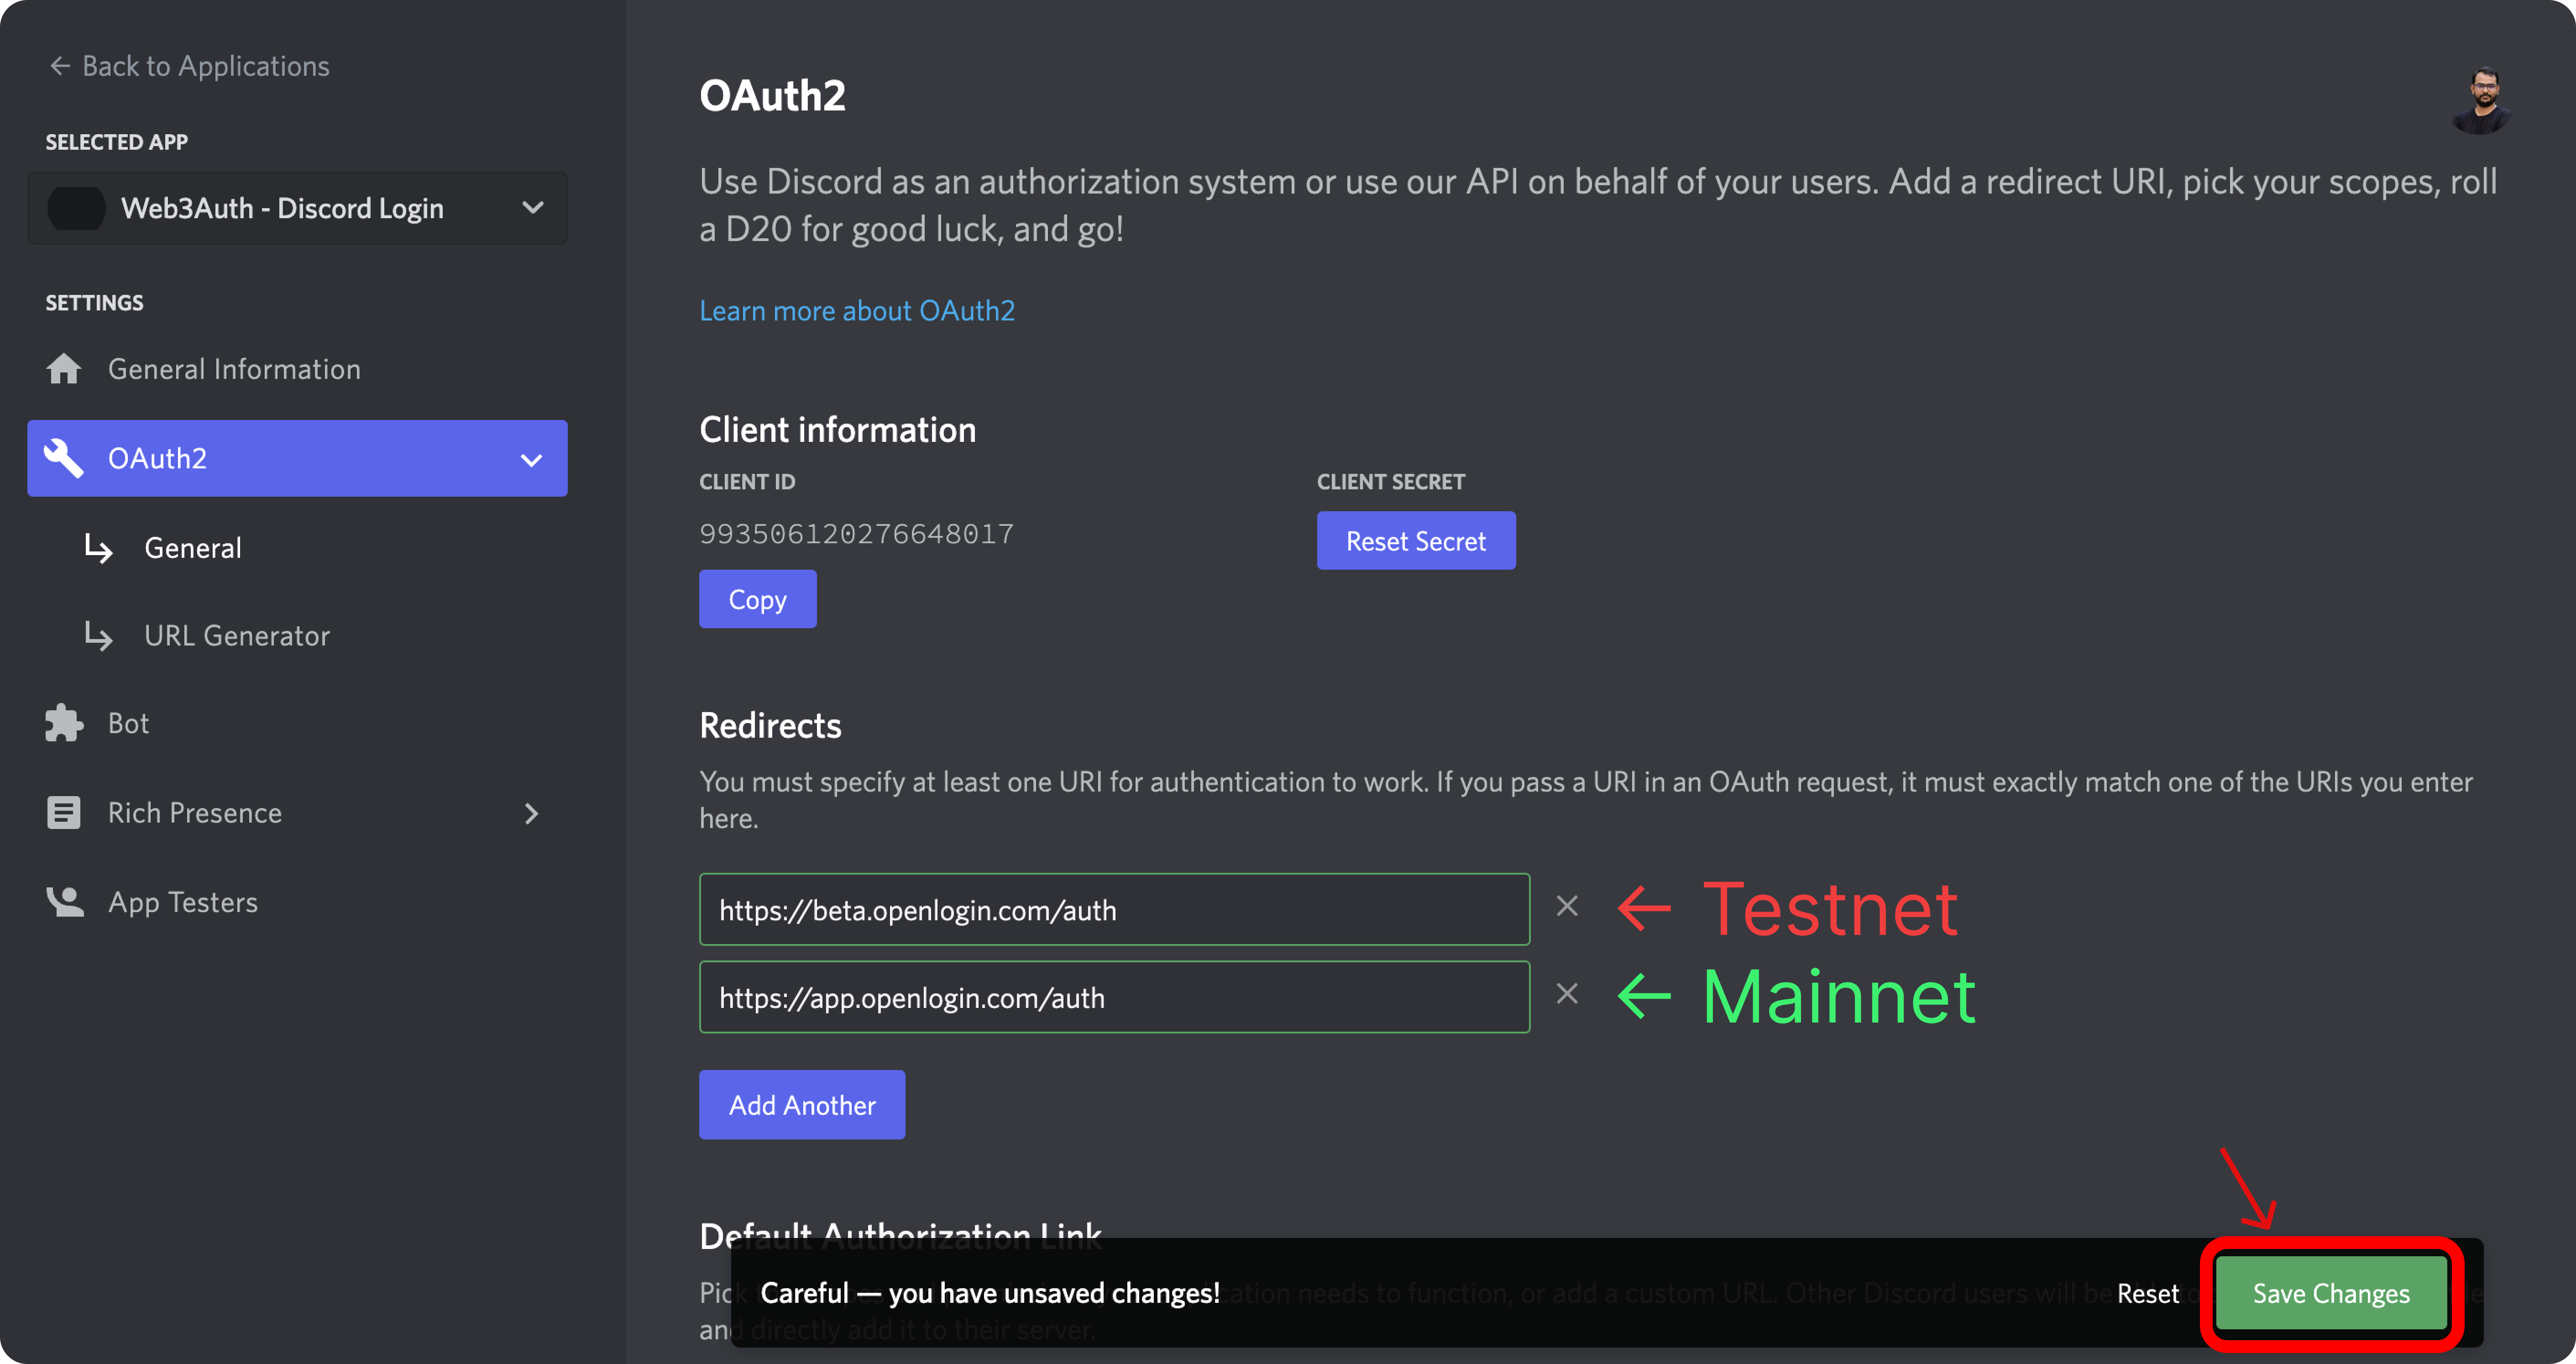 ← Back to Applications
SELECTED APP
Web3Auth - Discord Login
SETTINGS
General Information
OAuth2
General
URL Generator
Bot
Rich Presence
App Testers
OAuth2
Use Discord as an authorization system or use our API on behalf of your users. Add a redirect URI, pick your scopes, roll
a D20 for good luck, and go!
Learn more about OAuth2
Client information
CLIENT ID
993506120276648017
Copy
CLIENT SECRET
Reset Secret
Redirects
You must specify at least one URI for authentication to work. If you pass a URI in an OAuth request, it must exactly match one of the URIs you enter
here.
https://beta.openlogin.com/auth
← Testnet
https://app.openlogin.com/auth
← Mainnet
Add Another
Default Authorization Link
needs to function, or add a custom URL. Other Discord users will be
and directly add it to their server.
Careful — you have unsaved changes!
Reset
Save Changes